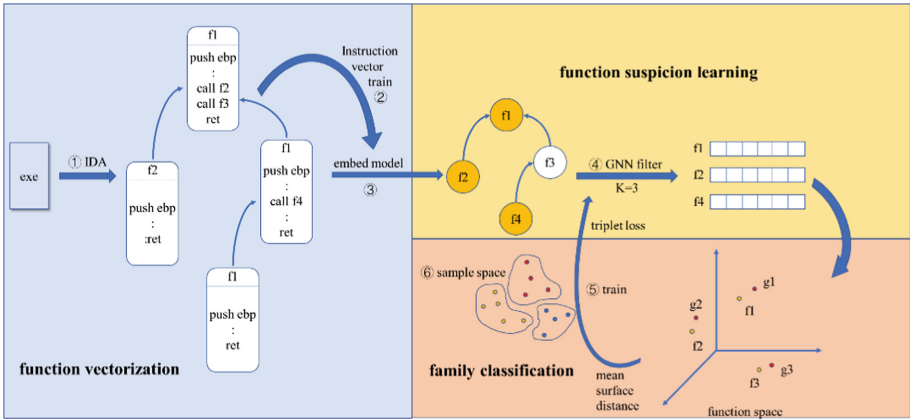 f1
push ebp
:
call f2
call f3
ret
Instruction
vector
train
②
exe
① IDA
f2
push ebp
:ret
f1
push ebp
:
call f4
:
ret
f1
push ebp
:
ret
embed model
③
function vectorization
function suspicion learning
f1
f2
f3
f4
④ GNN filter
K=3
f1
f2
f4
triplet loss
⑥ sample space
⑤ train
g1
f1
g2
f2
g3
f3
family classification
mean
surface
distance
function space